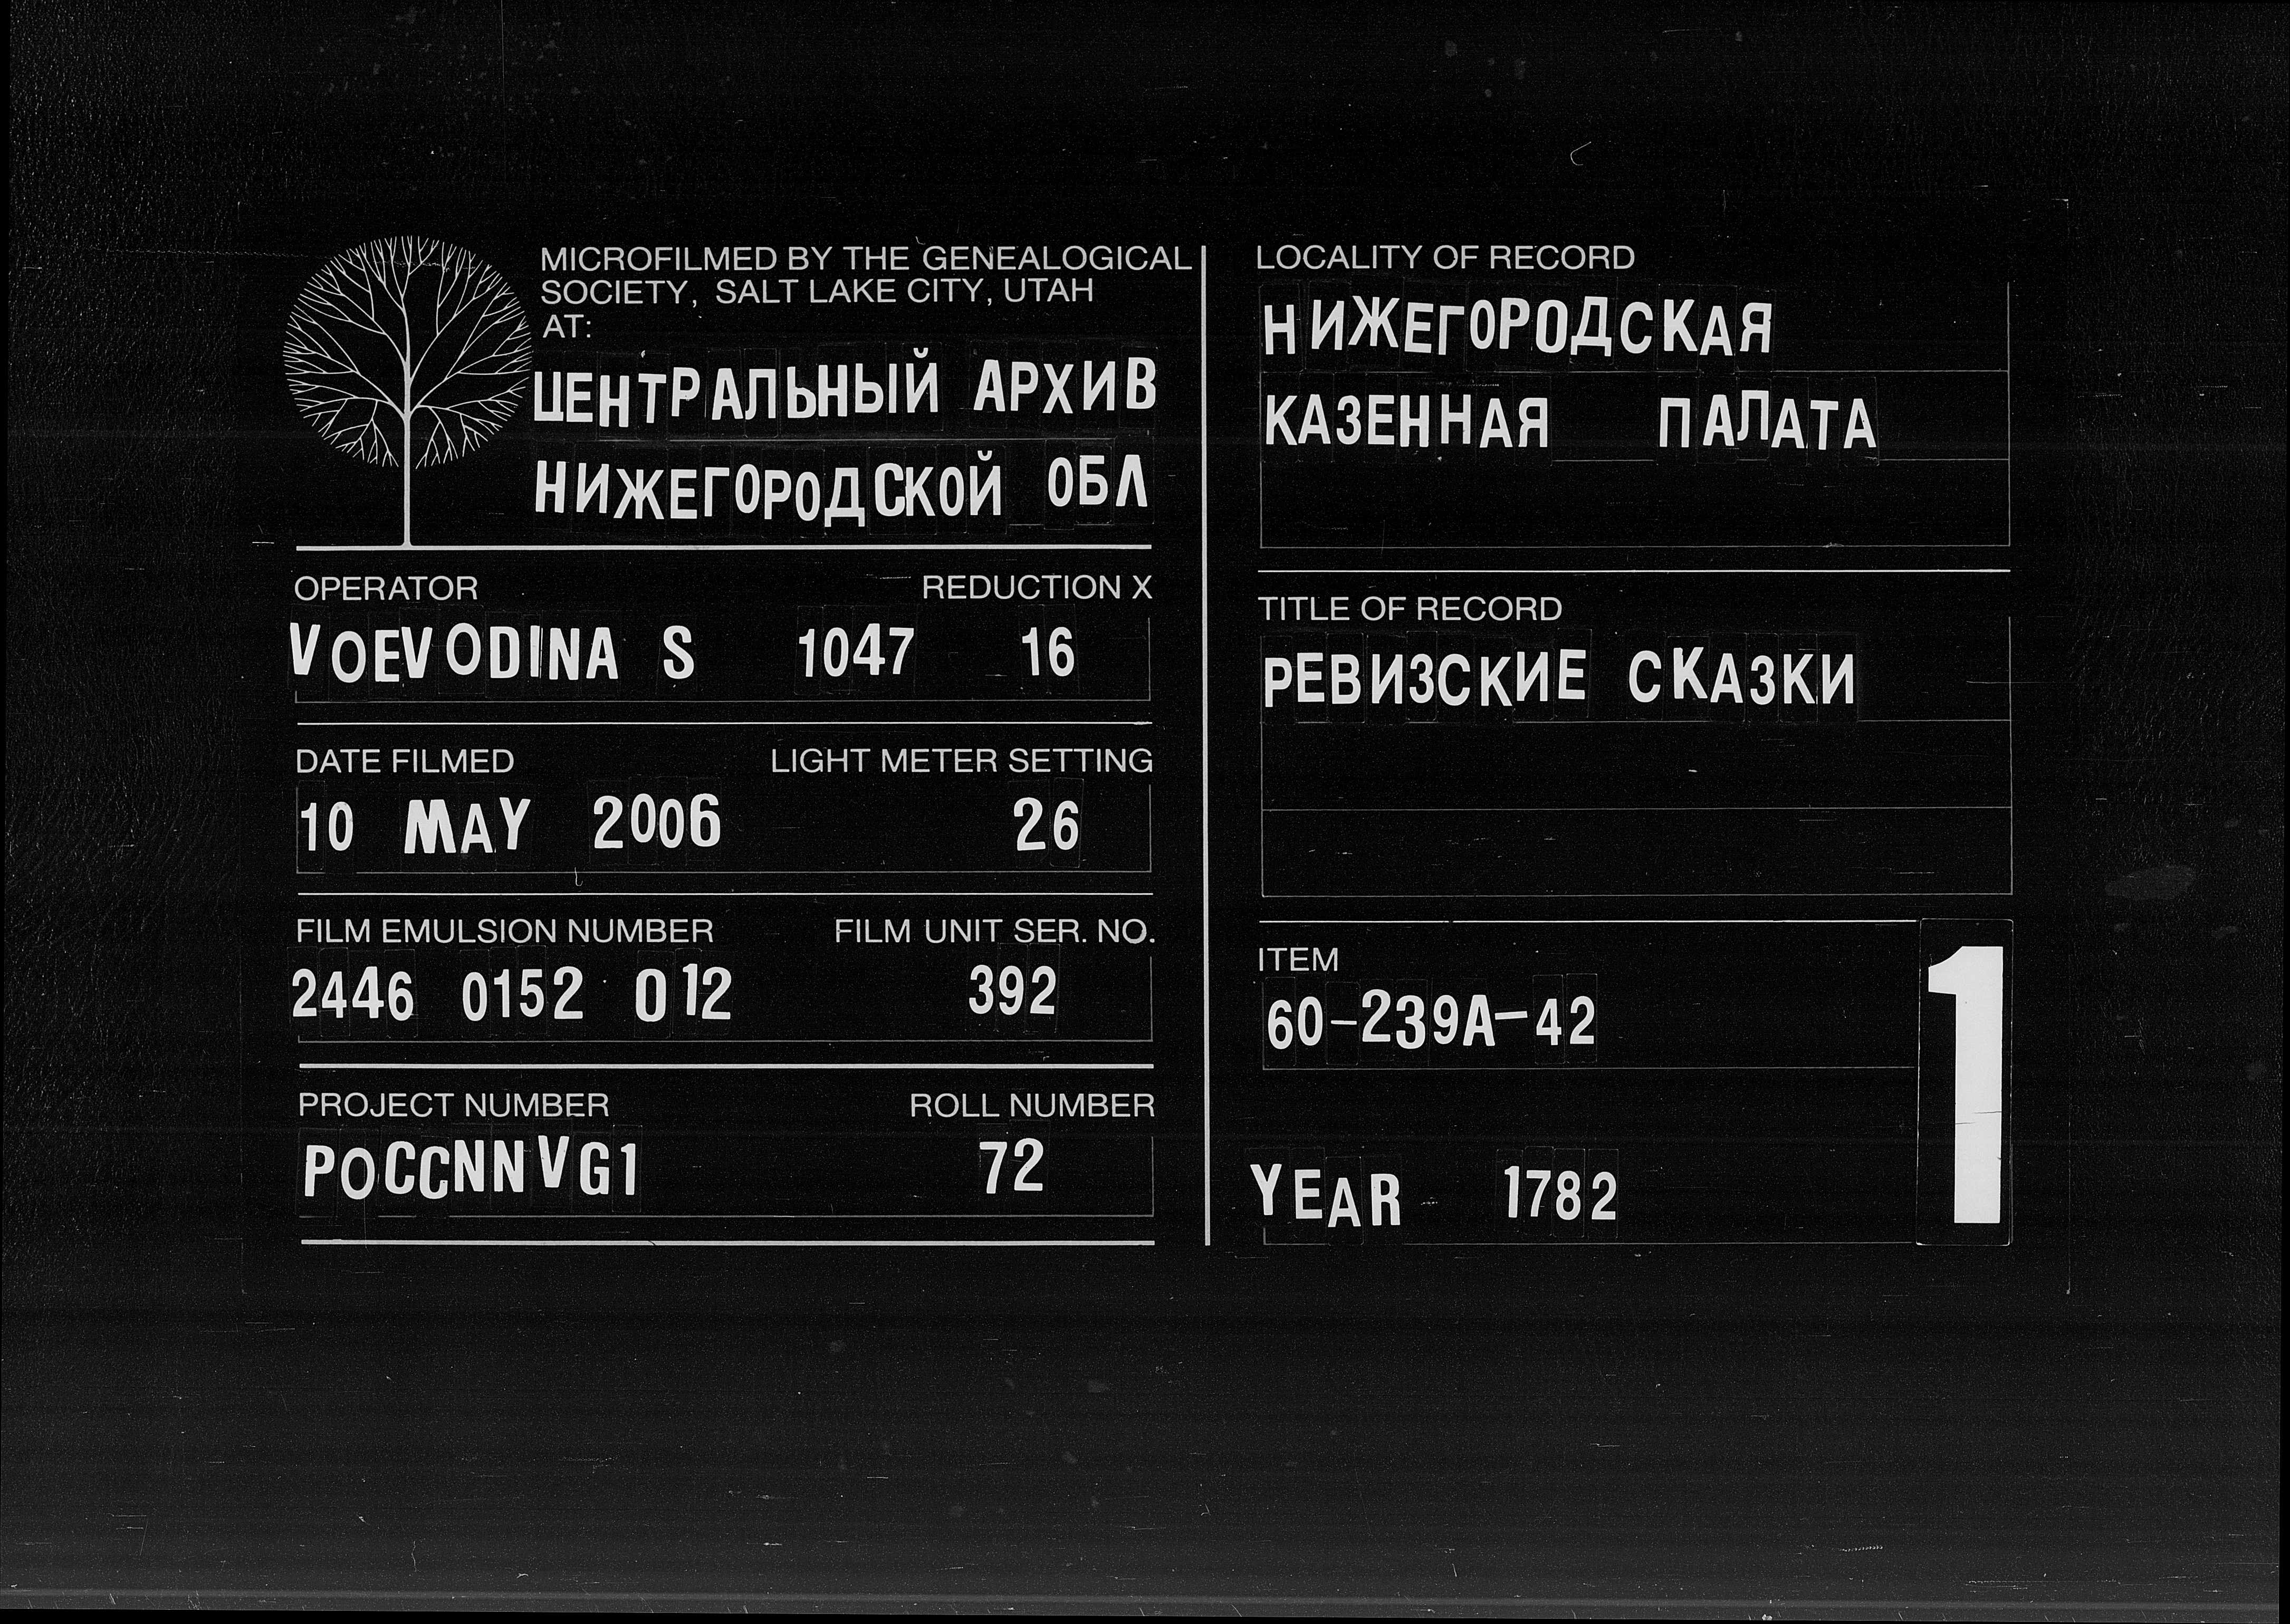 MICROFILMED BY THE GENEALOGICAL
SOCIETY, SALT LAKE CITY, UTAH
AT:
ЦЕНТРАЛЬНЫЙ АРХИВ
НИЖЕГОРОДСКОЙ ОБЛ
OPERATOR REDUCTION X
VOEVODINA S 1047 16
DATE FILMED LIGHT METER SETTING
10 MAY 2006 26
FILM EMULSION NUMBER FILM UNIT SER. NO.
2446 0152 012 392
PROJECT NUMBER ROLL NUMBER
POCCNNVG1 72
LOCALITY OF RECORD
НИЖЕГОРОДСКАЯ
КАЗЕННАЯ ПАЛАТА
TITLE OF RECORD
РЕВИЗСКИЕ СКАЗКИ
ITEM
60-239A-42
1
YEAR 1782